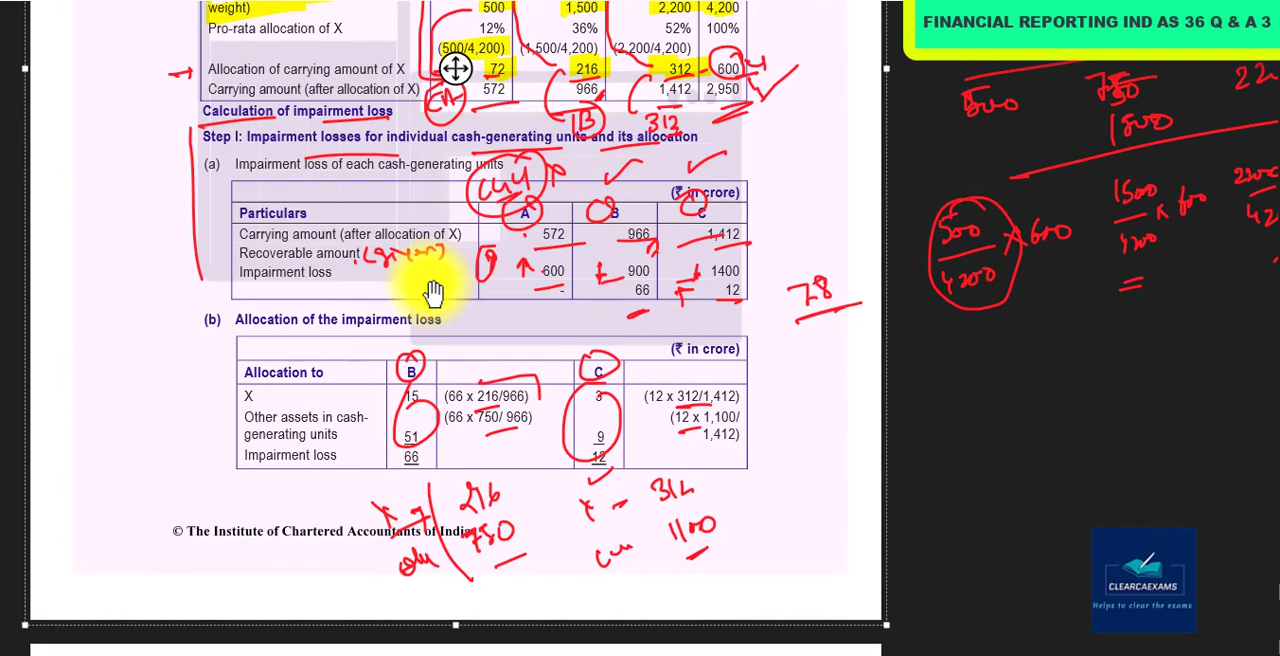 FINANCIAL REPORTING IND AS 36 Q & A 3
weight) 500 1,500 2,200 4,200
Pro-rata allocation of X 12% 36% 52% 100%
(500/4,200) (1,500/4,200) (2,200/4,200)
Allocation of carrying amount of X 72 216 312 600
Carrying amount (after allocation of X) 572 966 1,412 2,950
Calculation of impairment loss
Step I: Impairment losses for individual cash-generating units and its allocation
(a) Impairment loss of each cash-generating units
(₹ in crore)
Particulars A B C
Carrying amount (after allocation of X) 572 966 1,412
Recoverable amount (given)
Impairment loss 600 900 1400
- 66 12
(b) Allocation of the impairment loss
(₹ in crore)
Allocation to B C
X 15 (66 x 216/966) 3 (12 x 312/1,412)
Other assets in cash- (66 x 750/ 966) (12 x 1,100/
generating units 51 9 1,412)
Impairment loss 66 12
© The Institute of Chartered Accountants of India
312
78
216
750
312
1100
500
750
1500
500
4200
x 600
1500
4200
x 600
=
CLEARCAEXAMS
Helps to clear the exams